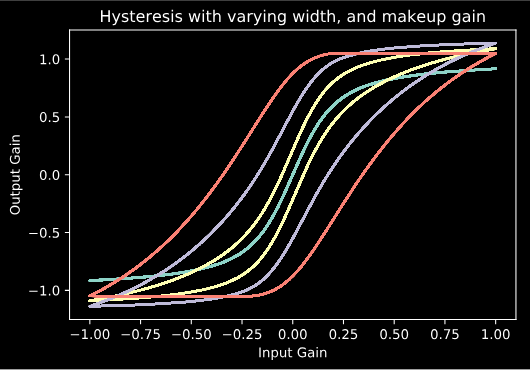 Hysteresis with varying width, and makeup gain
1.0
0.5
0.0
−0.5
−1.0
Output Gain
−1.00 −0.75 −0.50 −0.25 0.00 0.25 0.50 0.75 1.00
Input Gain